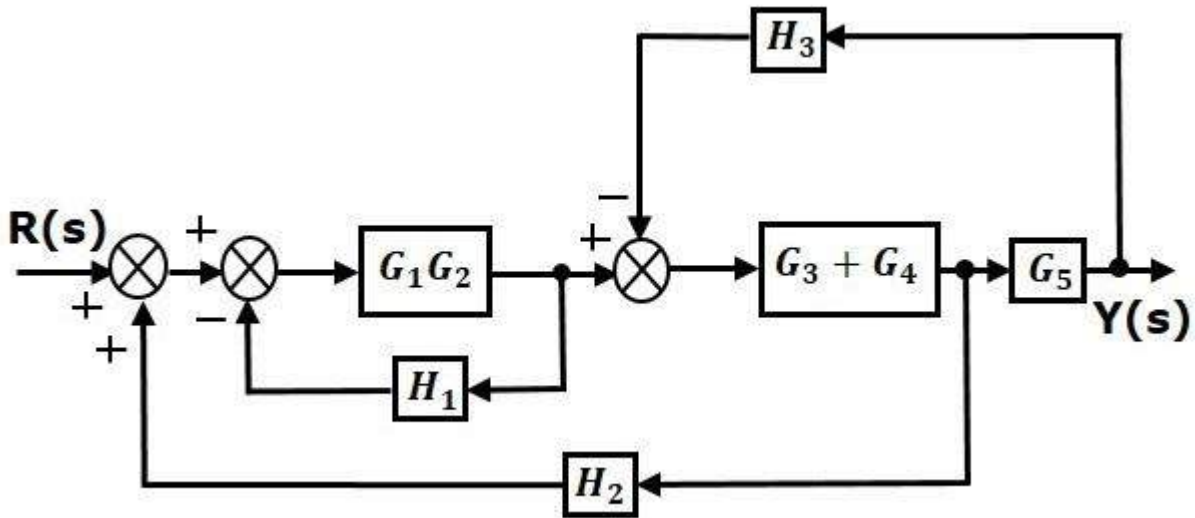 H₃
−
R(s)
+
+
+
G₁G₂
+
G₃ + G₄
G₅
−
+
Y(s)
H₁
H₂